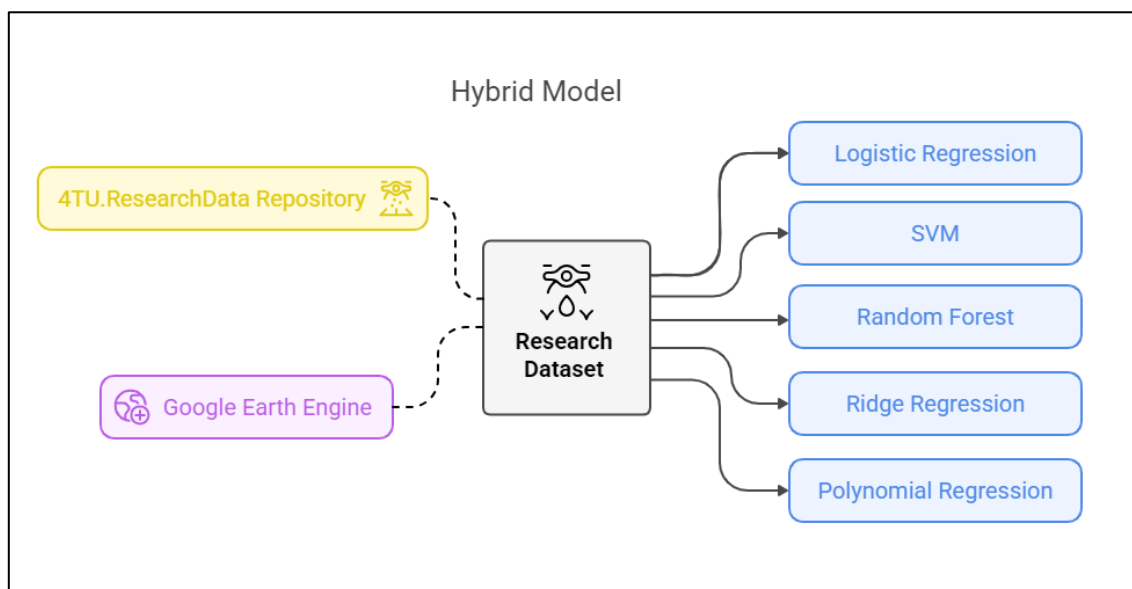 Hybrid Model
4TU.ResearchData Repository
Google Earth Engine
Research
Dataset
Logistic Regression
SVM
Random Forest
Ridge Regression
Polynomial Regression